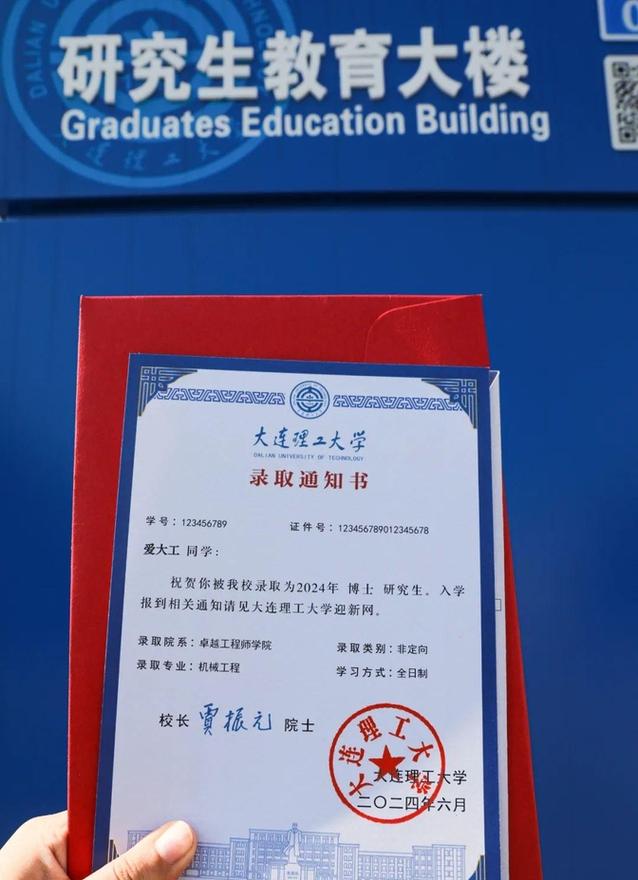 研究生教育大楼
Graduates Education Building
大连理工大学
DALIAN UNIVERSITY OF TECHNOLOGY
录取通知书
学号：123456789 证件号：123456789012345678
爱大工 同学：
祝贺你被我校录取为2024年 博士 研究生。入学
报到相关通知请见大连理工大学迎新网。
录取院系：卓越工程师学院 录取类别：非定向
录取专业：机械工程 学习方式：全日制
校长 贾振元 院士
大连理工大学
大连理工大学
二〇二四年六月